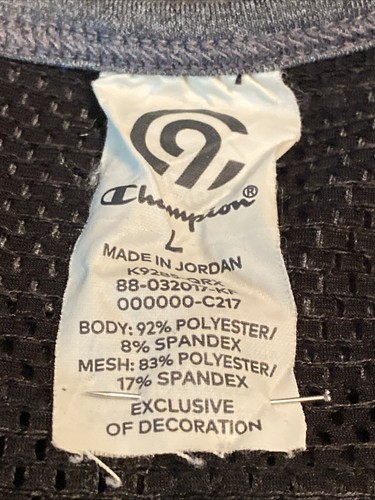 C9
Champion®
L
MADE IN JORDAN
000000-C217
BODY: 92% POLYESTER/
8% SPANDEX
MESH: 83% POLYESTER/
17% SPANDEX
EXCLUSIVE
OF DECORATION